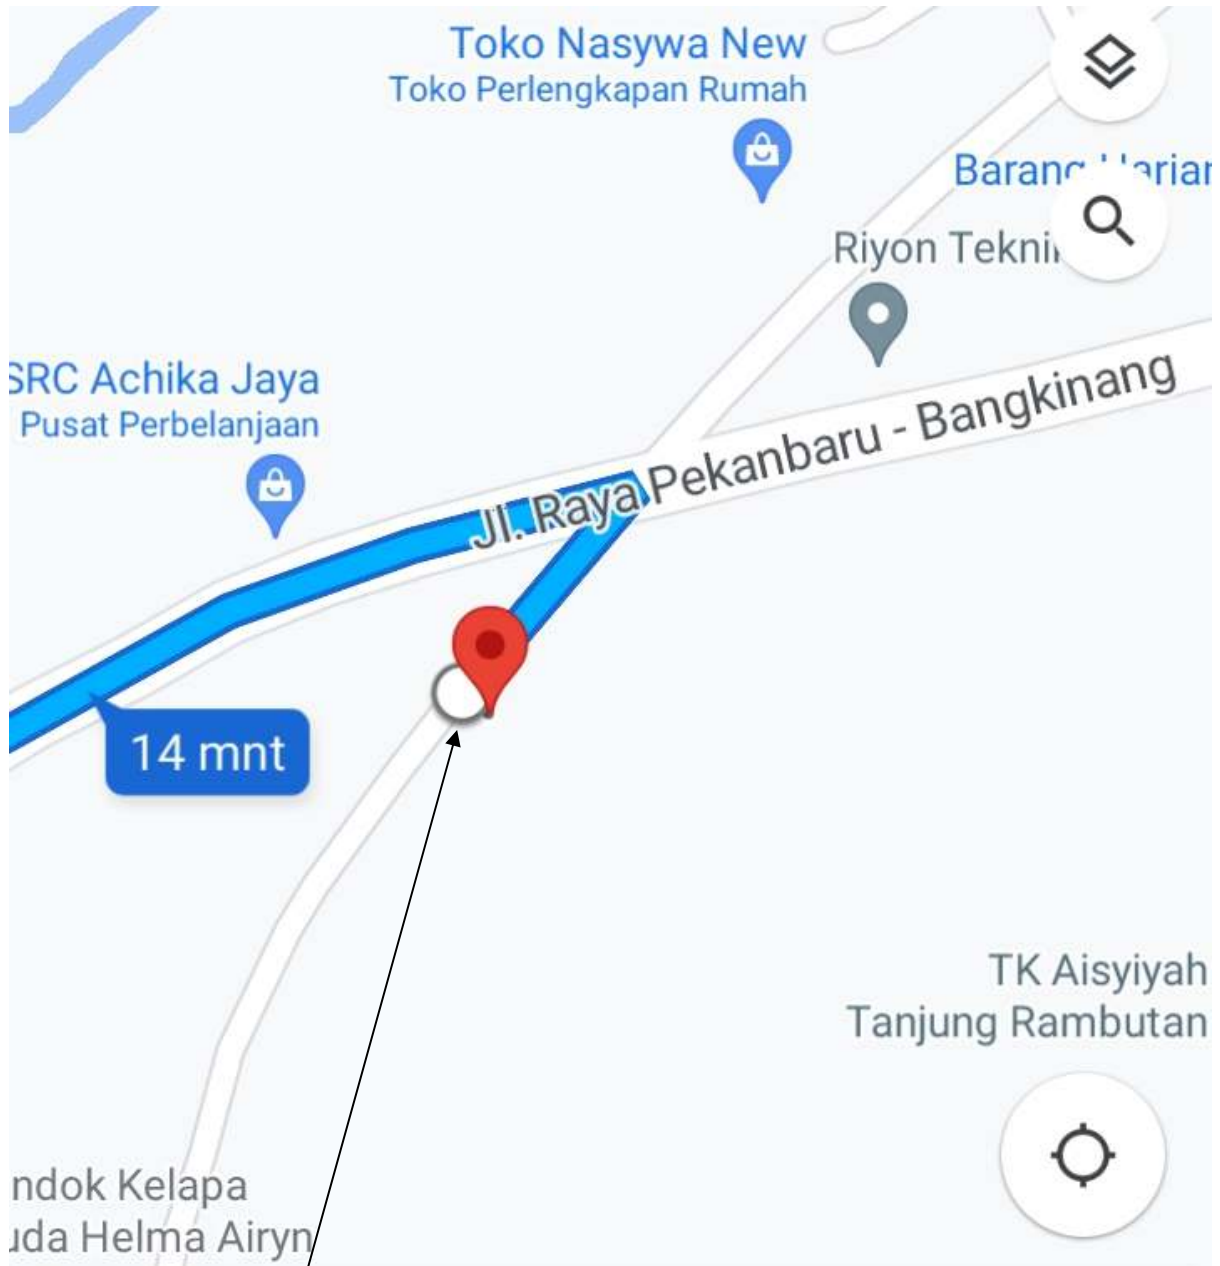 Toko Nasywa New
Toko Perlengkapan Rumah
Barang
Riyon
SRC Achika Jaya
Pusat Perbelanjaan
Jl. Raya Pekanbaru - Bangkinang
14 mnt
TK Aisyiyah
Tanjung Rambutan
ndok Kelapa
uda Helma Airyn